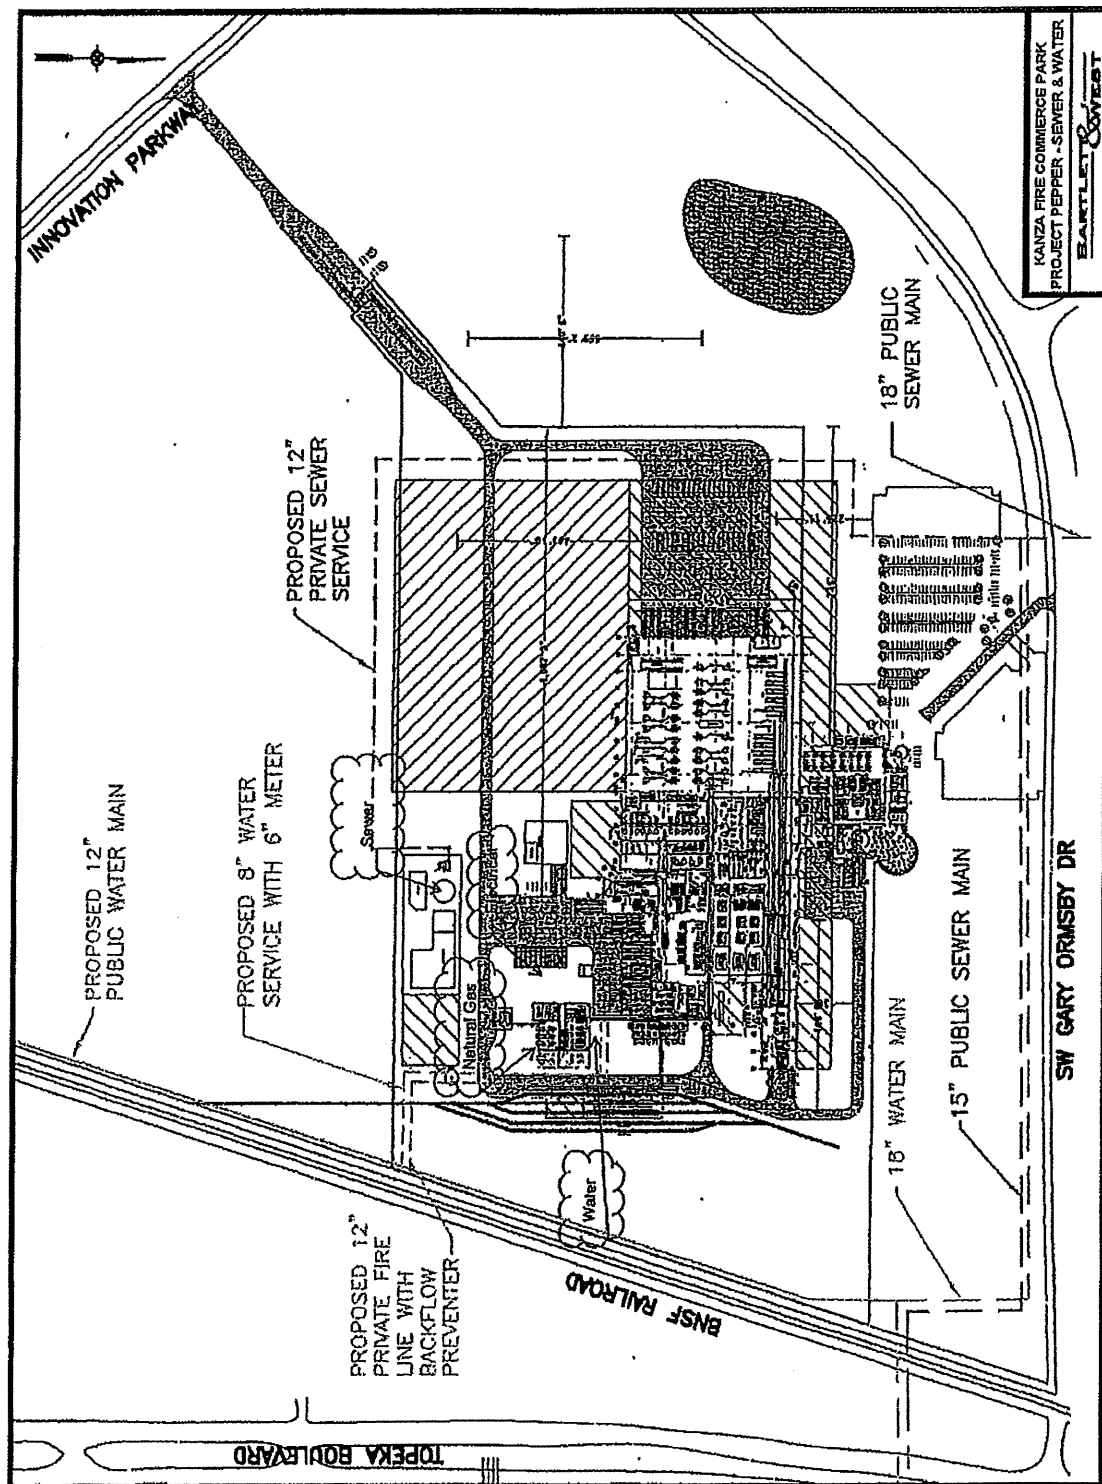 KANZA FIRE COMMERCE PARK
PROJECT PEPPER - SEWER & WATER
BARTLETT & WEST
INNOVATION PARKWAY
PROPOSED 12"
PRIVATE SEWER
SERVICE
PROPOSED 8" WATER
SERVICE WITH 6" METER
PROPOSED 12"
PUBLIC WATER MAIN
Sewer
Natural Gas
Water
PROPOSED 12"
PRIVATE FIRE
LINE WITH
BACKFLOW
PREVENTER
BNSF RAILROAD
TOPEKA BOULEVARD
18" PUBLIC
SEWER MAIN
18" WATER MAIN
15" PUBLIC SEWER MAIN
SW GARY ORMSBY DR